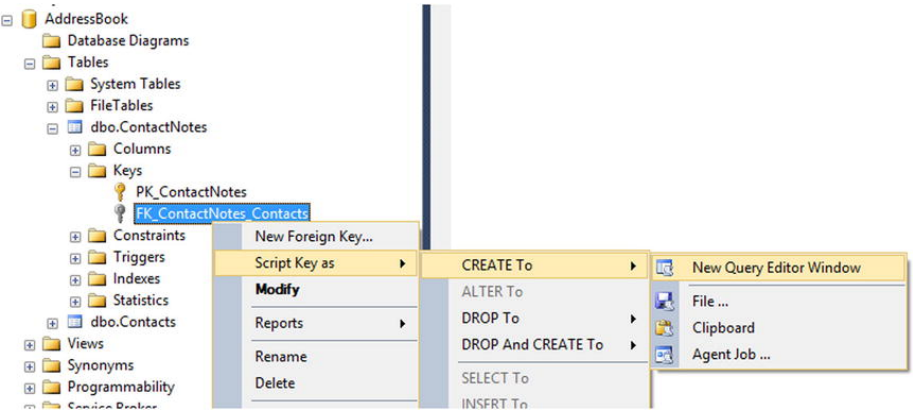 AddressBook
Database Diagrams
Tables
System Tables
FileTables
dbo.ContactNotes
Columns
Keys
PK_ContactNotes
FK_ContactNotes_Contacts
Constraints
Triggers
Indexes
Statistics
dbo.Contacts
Views
Synonyms
Programmability
Service Broker
New Foreign Key...
Script Key as
Modify
Reports
Rename
Delete
CREATE To
ALTER To
DROP To
DROP And CREATE To
SELECT To
INSERT To
New Query Editor Window
File ...
Clipboard
Agent Job ...